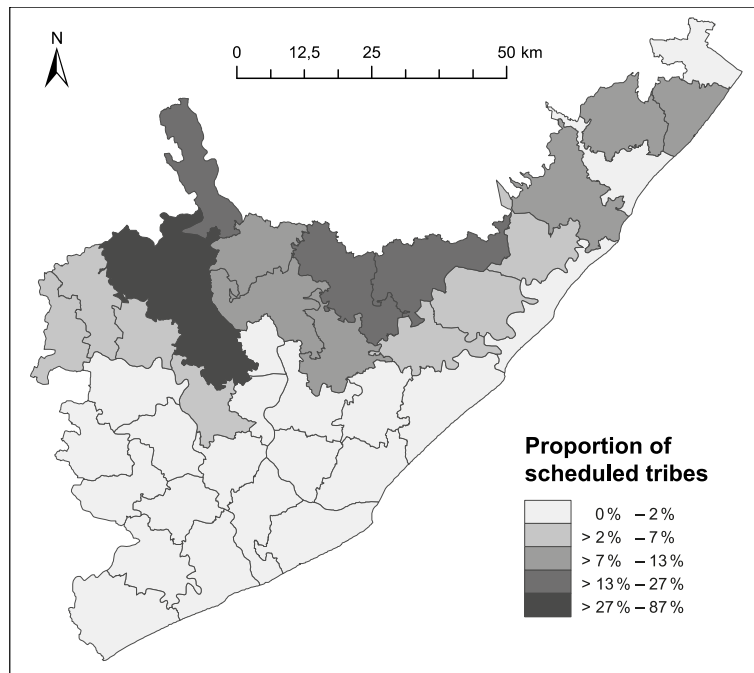 N
0 12,5 25 50 km
Proportion of
scheduled tribes
0 % – 2 %
> 2 % – 7 %
> 7 % – 13 %
> 13 % – 27 %
> 27 % – 87 %